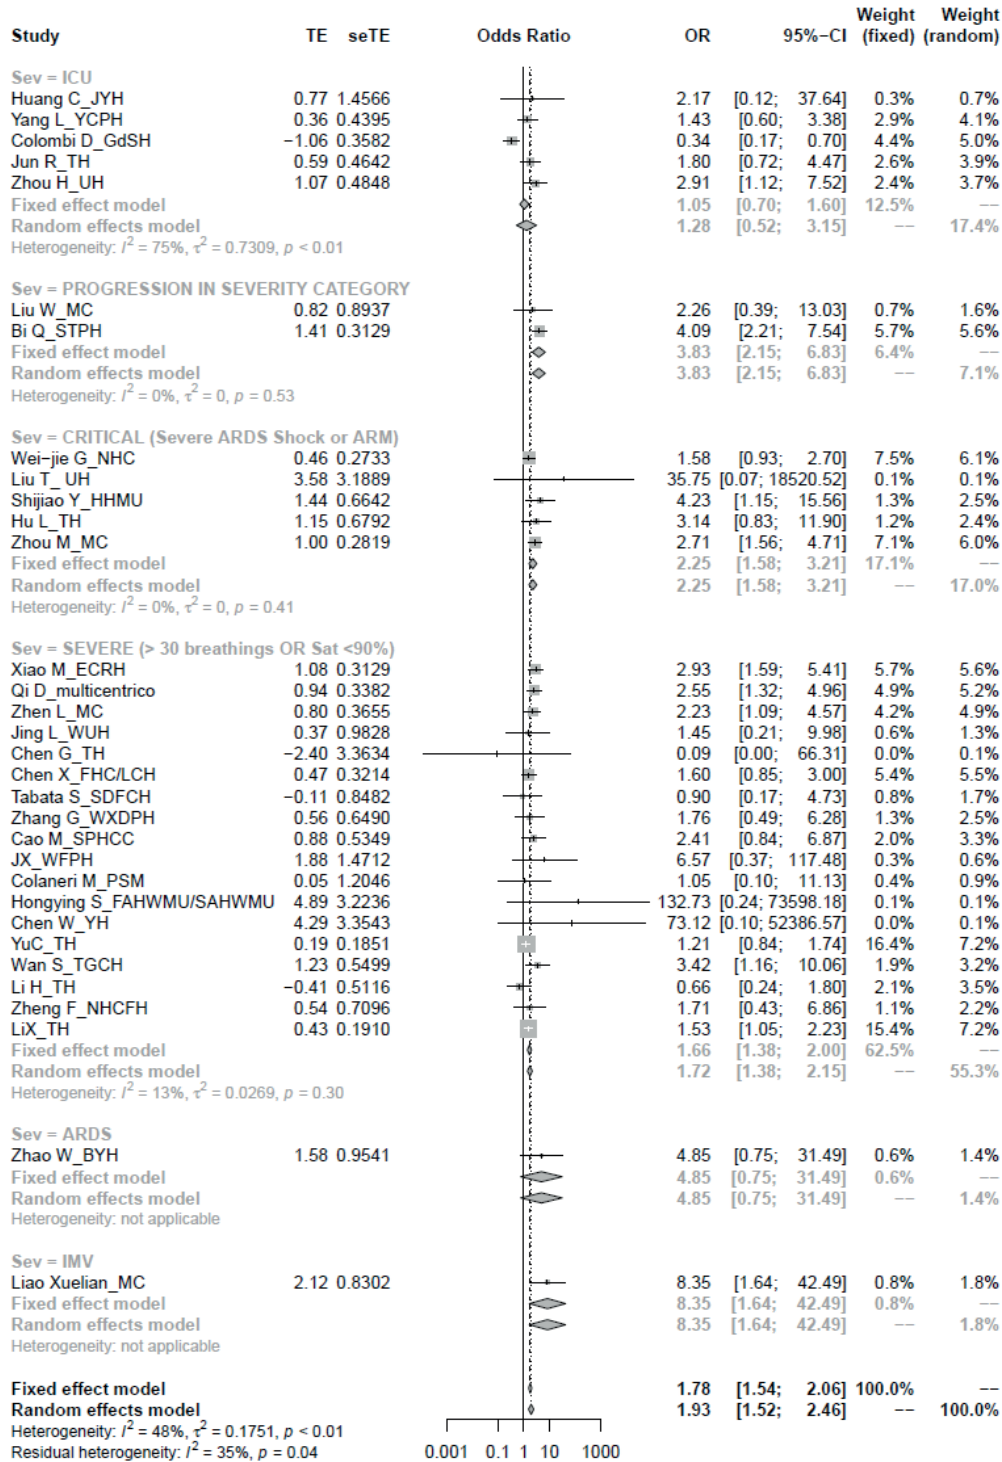 Weight Weight
Study TE seTE Odds Ratio OR 95%−CI (fixed) (random)
Sev = ICU
Huang C_JYH 0.77 1.4566 2.17 [0.12; 37.64] 0.3% 0.7%
Yang L_YCPH 0.36 0.4395 1.43 [0.60; 3.38] 2.9% 4.1%
Colombi D_GdSH −1.06 0.3582 0.34 [0.17; 0.70] 4.4% 5.0%
Jun R_TH 0.59 0.4642 1.80 [0.72; 4.47] 2.6% 3.9%
Zhou H_UH 1.07 0.4848 2.91 [1.12; 7.52] 2.4% 3.7%
Fixed effect model 1.05 [0.70; 1.60] 12.5% −−
Random effects model 1.28 [0.52; 3.15] −− 17.4%
Heterogeneity: I² = 75%, τ² = 0.7309, p < 0.01
Sev = PROGRESSION IN SEVERITY CATEGORY
Liu W_MC 0.82 0.8937 2.26 [0.39; 13.03] 0.7% 1.6%
Bi Q_STPH 1.41 0.3129 4.09 [2.21; 7.54] 5.7% 5.6%
Fixed effect model 3.83 [2.15; 6.83] 6.4% −−
Random effects model 3.83 [2.15; 6.83] −− 7.1%
Heterogeneity: I² = 0%, τ² = 0, p = 0.53
Sev = CRITICAL (Severe ARDS Shock or ARM)
Wei−jie G_NHC 0.46 0.2733 1.58 [0.93; 2.70] 7.5% 6.1%
Liu T_ UH 3.58 3.1889 35.75 [0.07; 18520.52] 0.1% 0.1%
Shijiao Y_HHMU 1.44 0.6642 4.23 [1.15; 15.56] 1.3% 2.5%
Hu L_TH 1.15 0.6792 3.14 [0.83; 11.90] 1.2% 2.4%
Zhou M_MC 1.00 0.2819 2.71 [1.56; 4.71] 7.1% 6.0%
Fixed effect model 2.25 [1.58; 3.21] 17.1% −−
Random effects model 2.25 [1.58; 3.21] −− 17.0%
Heterogeneity: I² = 0%, τ² = 0, p = 0.41
Sev = SEVERE (> 30 breathings OR Sat <90%)
Xiao M_ECRH 1.08 0.3129 2.93 [1.59; 5.41] 5.7% 5.6%
Qi D_multicentrico 0.94 0.3382 2.55 [1.32; 4.96] 4.9% 5.2%
Zhen L_MC 0.80 0.3655 2.23 [1.09; 4.57] 4.2% 4.9%
Jing L_WUH 0.37 0.9828 1.45 [0.21; 9.98] 0.6% 1.3%
Chen G_TH −2.40 3.3634 0.09 [0.00; 66.31] 0.0% 0.1%
Chen X_FHC/LCH 0.47 0.3214 1.60 [0.85; 3.00] 5.4% 5.5%
Tabata S_SDFCH −0.11 0.8482 0.90 [0.17; 4.73] 0.8% 1.7%
Zhang G_WXDPH 0.56 0.6490 1.76 [0.49; 6.28] 1.3% 2.5%
Cao M_SPHCC 0.88 0.5349 2.41 [0.84; 6.87] 2.0% 3.3%
JX_WFPH 1.88 1.4712 6.57 [0.37; 117.48] 0.3% 0.6%
Colaneri M_PSM 0.05 1.2046 1.05 [0.10; 11.13] 0.4% 0.9%
Hongying S_FAHWMU/SAHWMU 4.89 3.2236 132.73 [0.24; 73598.18] 0.1% 0.1%
Chen W_YH 4.29 3.3543 73.12 [0.10; 52386.57] 0.0% 0.1%
YuC_TH 0.19 0.1851 1.21 [0.84; 1.74] 16.4% 7.2%
Wan S_TGCH 1.23 0.5499 3.42 [1.16; 10.06] 1.9% 3.2%
Li H_TH −0.41 0.5116 0.66 [0.24; 1.80] 2.1% 3.5%
Zheng F_NHCFH 0.54 0.7096 1.71 [0.43; 6.86] 1.1% 2.2%
LiX_TH 0.43 0.1910 1.53 [1.05; 2.23] 15.4% 7.2%
Fixed effect model 1.66 [1.38; 2.00] 62.5% −−
Random effects model 1.72 [1.38; 2.15] −− 55.3%
Heterogeneity: I² = 13%, τ² = 0.0269, p = 0.30
Sev = ARDS
Zhao W_BYH 1.58 0.9541 4.85 [0.75; 31.49] 0.6% 1.4%
Fixed effect model 4.85 [0.75; 31.49] 0.6% −−
Random effects model 4.85 [0.75; 31.49] −− 1.4%
Heterogeneity: not applicable
Sev = IMV
Liao Xuelian_MC 2.12 0.8302 8.35 [1.64; 42.49] 0.8% 1.8%
Fixed effect model 8.35 [1.64; 42.49] 0.8% −−
Random effects model 8.35 [1.64; 42.49] −− 1.8%
Heterogeneity: not applicable
Fixed effect model 1.78 [1.54; 2.06] 100.0% −−
Random effects model 1.93 [1.52; 2.46] −− 100.0%
Heterogeneity: I² = 48%, τ² = 0.1751, p < 0.01
Residual heterogeneity: I² = 35%, p = 0.04 0.001 0.1 1 10 1000